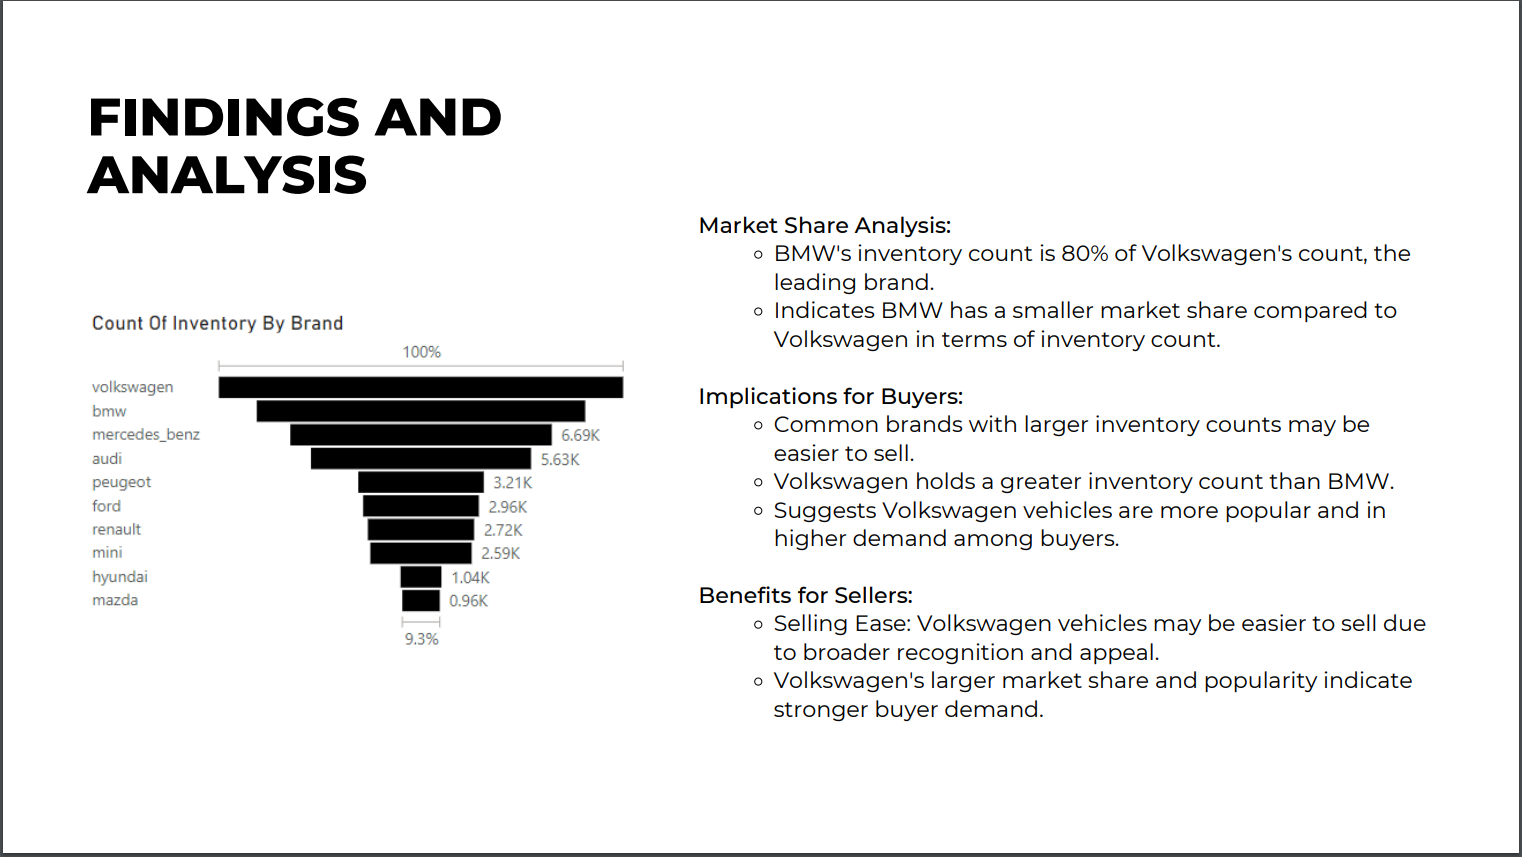 FINDINGS AND
ANALYSIS
Count Of Inventory By Brand
100%
volkswagen
bmw
mercedes_benz 6.69K
audi 5.63K
peugeot 3.21K
ford 2.96K
renault 2.72K
mini 2.59K
hyundai 1.04K
mazda 0.96K
9.3%
Market Share Analysis:
BMW's inventory count is 80% of Volkswagen's count, the
leading brand.
Indicates BMW has a smaller market share compared to
Volkswagen in terms of inventory count.
Implications for Buyers:
Common brands with larger inventory counts may be
easier to sell.
Volkswagen holds a greater inventory count than BMW.
Suggests Volkswagen vehicles are more popular and in
higher demand among buyers.
Benefits for Sellers:
Selling Ease: Volkswagen vehicles may be easier to sell due
to broader recognition and appeal.
Volkswagen's larger market share and popularity indicate
stronger buyer demand.